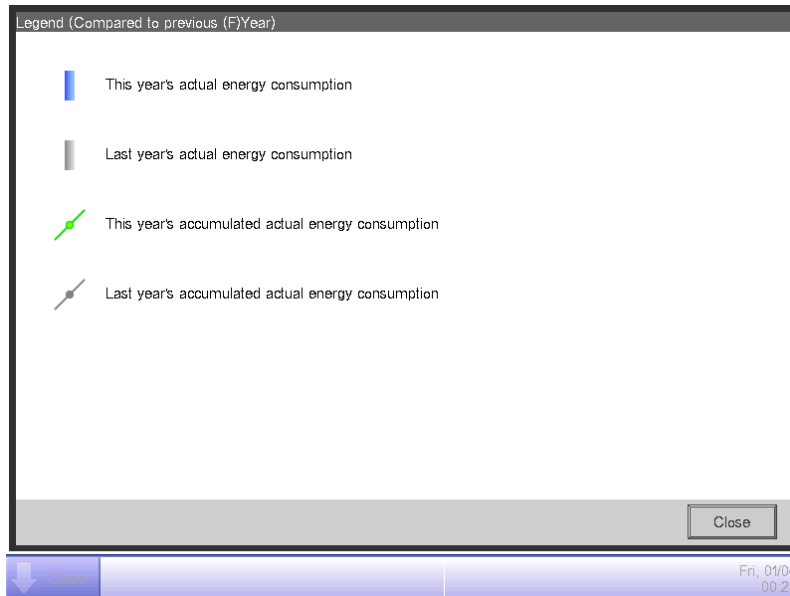 Legend (Compared to previous (F)Year)
This year's actual energy consumption
Last year's actual energy consumption
This year's accumulated actual energy consumption
Last year's accumulated actual energy consumption
Close
Close
Fri, 01/0
00:2